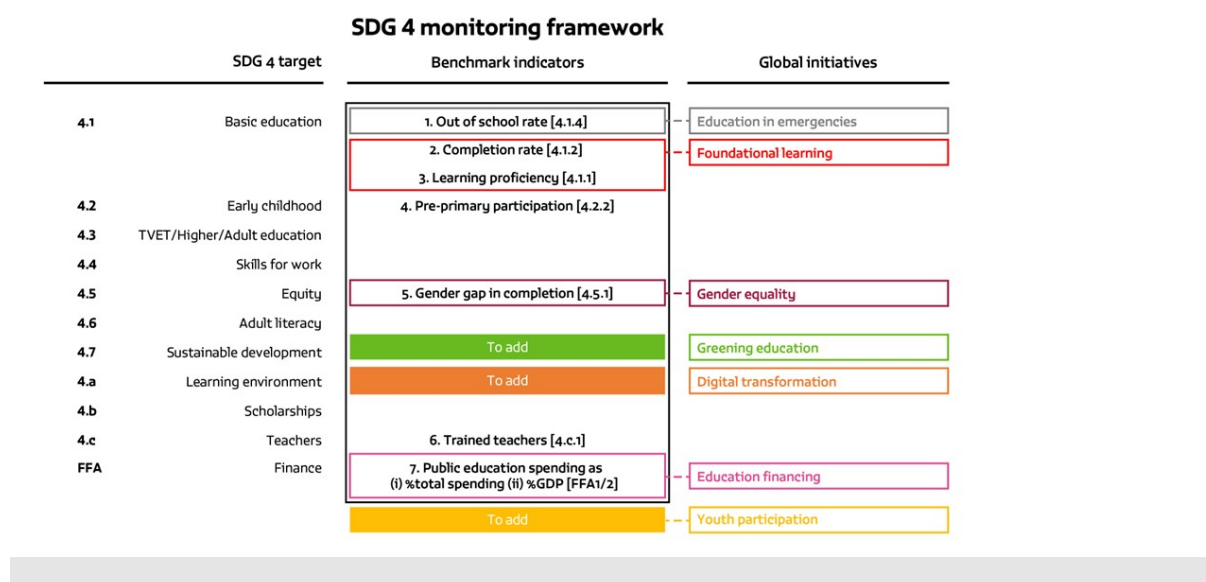 SDG 4 monitoring framework
SDG 4 target Benchmark indicators Global initiatives
4.1 Basic education 1. Out of school rate [4.1.4] Education in emergencies
2. Completion rate [4.1.2] Foundational learning
3. Learning proficiency [4.1.1]
4.2 Early childhood 4. Pre-primary participation [4.2.2]
4.3 TVET/Higher/Adult education
4.4 Skills for work
4.5 Equity 5. Gender gap in completion [4.5.1] Gender equality
4.6 Adult literacy
4.7 Sustainable development To add Greening education
4.a Learning environment To add Digital transformation
4.b Scholarships
4.c Teachers 6. Trained teachers [4.c.1]
FFA Finance 7. Public education spending as
(i) %total spending (ii) %GDP [FFA1/2] Education financing
To add Youth participation